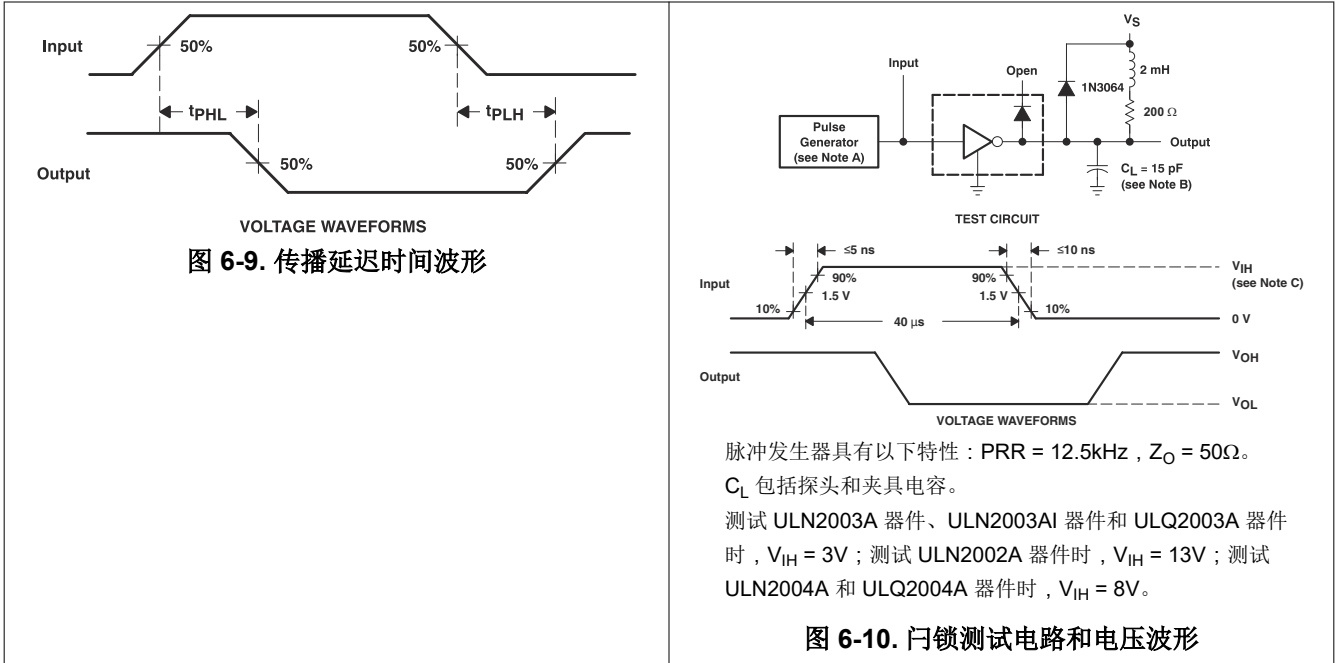 Input
50%
50%
tPHL
tPLH
Output
50%
50%
VOLTAGE WAVEFORMS
图 6-9. 传播延迟时间波形
VS
Input
Open
1N3064
2 mH
200 Ω
Pulse
Generator
(see Note A)
Output
CL = 15 pF
(see Note B)
TEST CIRCUIT
≤5 ns
≤10 ns
VIH
(see Note C)
Input
90%
90%
1.5 V
1.5 V
10%
10%
40 μs
0 V
VOH
Output
VOL
VOLTAGE WAVEFORMS
脉冲发生器具有以下特性：PRR = 12.5kHz，ZO = 50Ω。
CL 包括探头和夹具电容。
测试 ULN2003A 器件、ULN2003AI 器件和 ULQ2003A 器件
时，VIH = 3V；测试 ULN2002A 器件时，VIH = 13V；测试
ULN2004A 和 ULQ2004A 器件时，VIH = 8V。
图 6-10. 闩锁测试电路和电压波形